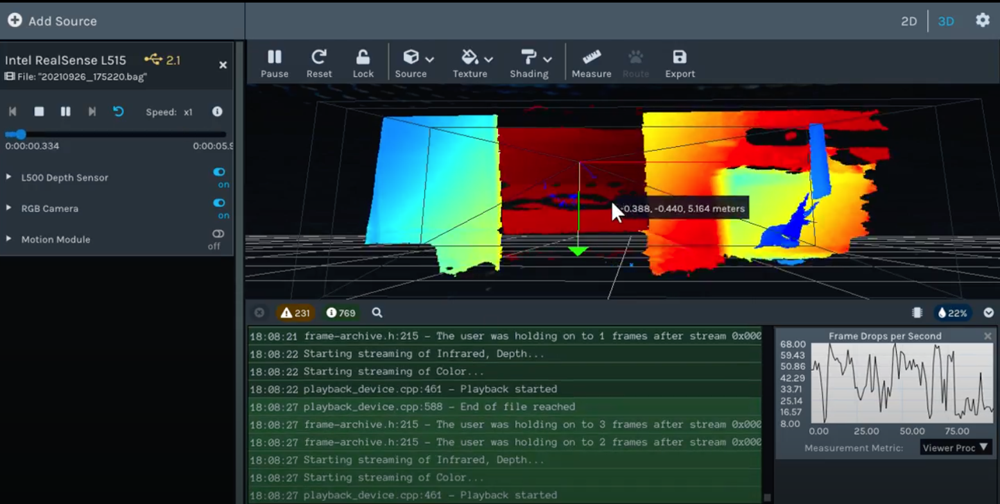 Add Source
2D
3D
Intel RealSense L515
2.1
File: "20210926_175220.bag"
Pause
Reset
Lock
Source
Texture
Shading
Measure
Route
Export
Speed: x1
0:00:00.334
0:00:05.9
L500 Depth Sensor
on
RGB Camera
on
Motion Module
off
-0.388, -0.440, 5.164 meters
231
769
22%
18:08:21 frame-archive.h:215 - The user was holding on to 1 frames after stream 0x000
18:08:22 Starting streaming of Infrared, Depth...
18:08:22 Starting streaming of Color...
18:08:22 playback_device.cpp:461 - Playback started
18:08:27 playback_device.cpp:588 - End of file reached
18:08:27 frame-archive.h:215 - The user was holding on to 3 frames after stream 0x000
18:08:27 frame-archive.h:215 - The user was holding on to 2 frames after stream 0x000
18:08:27 Starting streaming of Infrared, Depth...
18:08:27 Starting streaming of Color...
18:08:27 playback_device.cpp:461 - Playback started
Frame Drops per Second
68.00
59.43
50.86
42.29
33.71
25.14
16.57
8.00
0.00 25.00 50.00 75.00
Measurement Metric: Viewer Proc